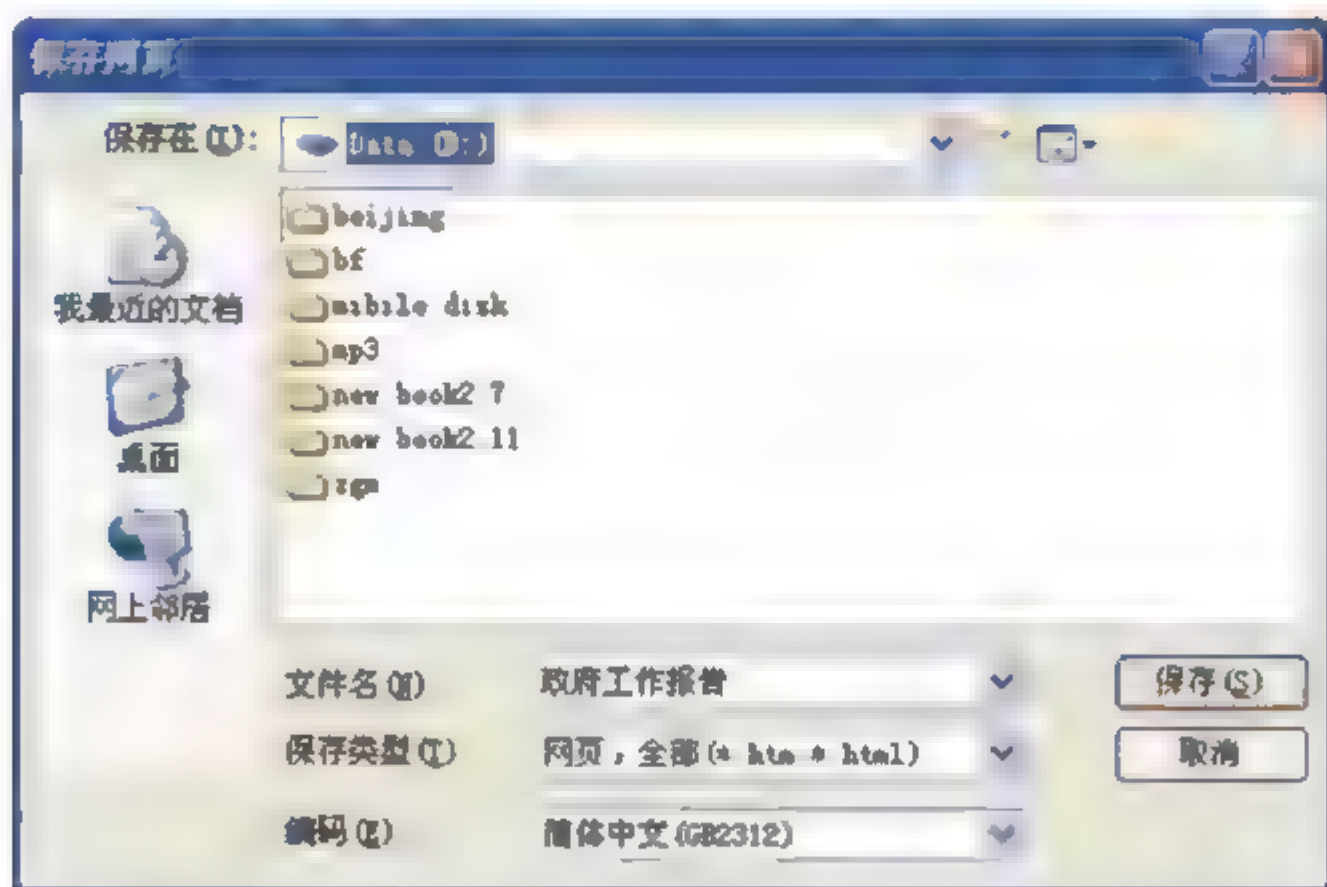 保存网页
保存在(I):
Data (D:)
beijing
bf
mibile disk
mp3
new book2 7
new book2 11
zgm
我最近的文档
桌面
网上邻居
文件名(N)
政府工作报告
保存(S)
保存类型(T)
网页，全部(* htm * html)
取消
编码(E)
简体中文(GB2312)